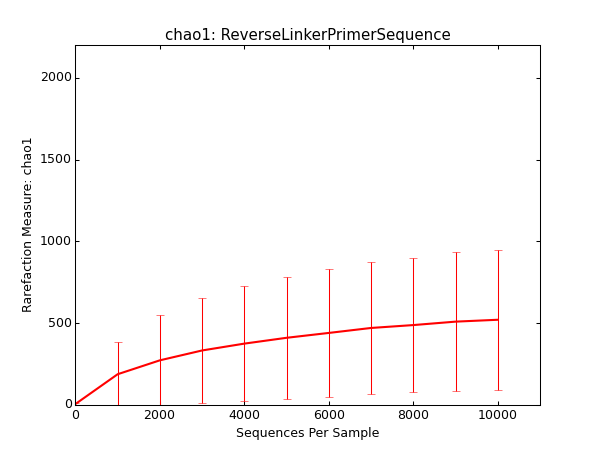 chao1: ReverseLinkerPrimerSequence
2000
1500
1000
500
0
Rarefaction Measure: chao1
0 2000 4000 6000 8000 10000
Sequences Per Sample